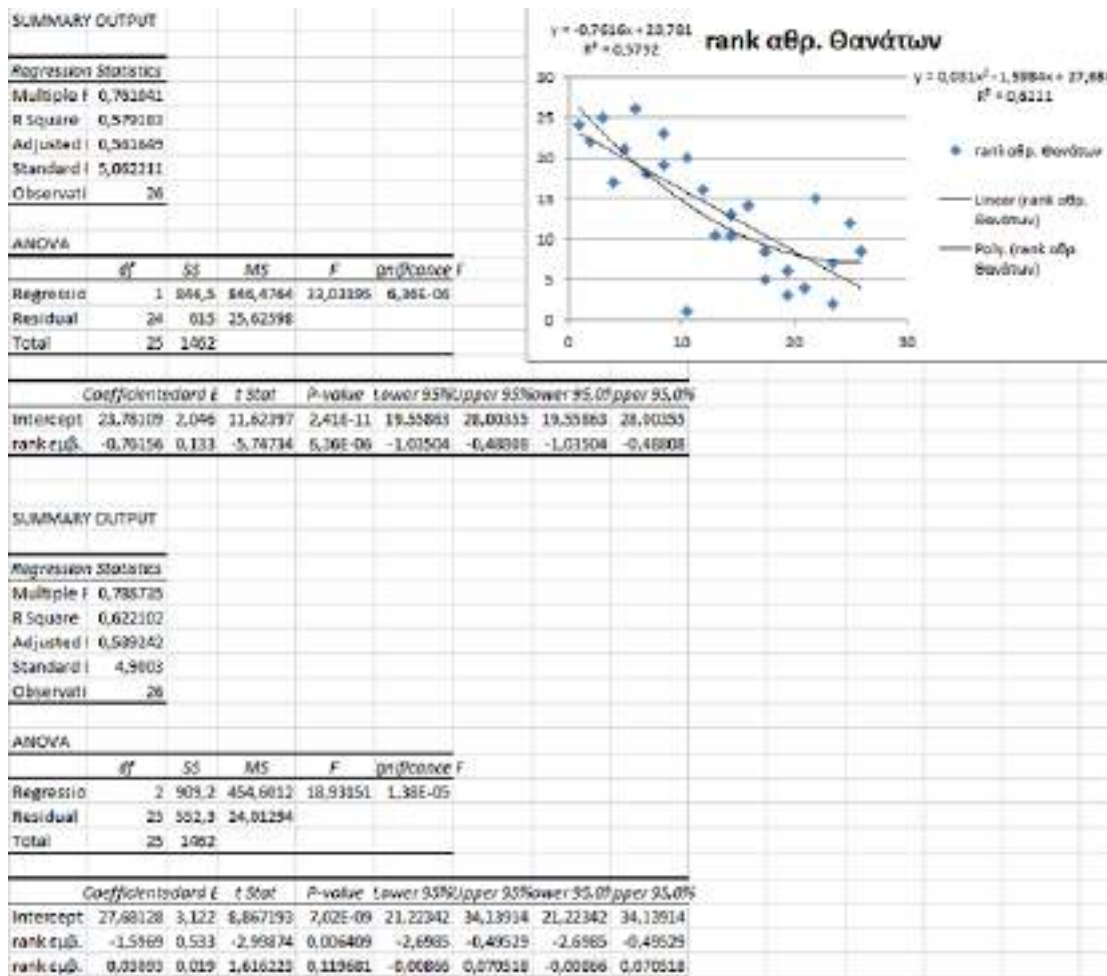 SUMMARY OUTPUT
Regression Statistics
Multiple R 0,761041
R Square 0,579183
Adjusted 0,561649
Standard 5,062211
Observati 26
ANOVA
df SS MS F gnificance F
Regressio 1 846,5 846,4764 33,03195 6,36E-06
Residual 24 615 25,62598
Total 25 1462
Coefficients dard E t Stat P-value Lower 95% Upper 95% ower 95,0% pper 95,0%
Intercept 23,78109 2,046 11,62397 2,41E-11 19,55863 28,00355 19,55863 28,00355
rank εμβ. -0,76156 0,133 -5,74734 6,36E-06 -1,03504 -0,48808 -1,03504 -0,48808
y = -0,7616x + 23,781
R² = 0,5792
rank αθρ. Θανάτων
y = 0,031x² - 1,5984x + 27,68
R² = 0,6221
30
25
20
15
10
5
0
0 10 20 30
rank αθρ. Θανάτων
Linear (rank αθρ.
Θανάτων)
Poly. (rank αθρ.
Θανάτων)
SUMMARY OUTPUT
Regression Statistics
Multiple R 0,788735
R Square 0,622102
Adjusted 0,589242
Standard 4,9003
Observati 26
ANOVA
df SS MS F gnificance F
Regressio 2 909,2 454,6012 18,93151 1,38E-05
Residual 23 552,3 24,01294
Total 25 1462
Coefficients dard E t Stat P-value Lower 95% Upper 95% ower 95,0% pper 95,0%
Intercept 27,68128 3,122 8,867193 7,02E-09 21,22342 34,13914 21,22342 34,13914
rank εμβ. -1,5969 0,533 -2,99874 0,006409 -2,6985 -0,49529 -2,6985 -0,49529
rank εμβ. 0,03093 0,019 1,616223 0,119681 -0,00866 0,070518 -0,00866 0,070518